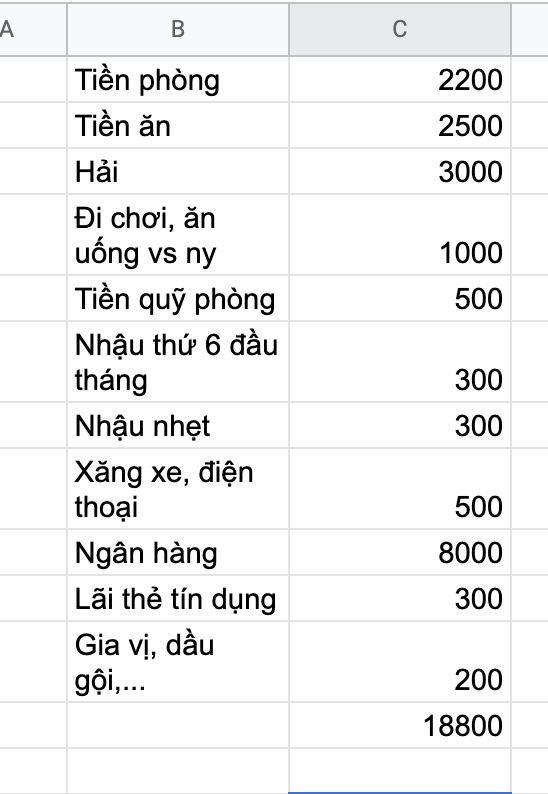 A B C
Tiền phòng 2200
Tiền ăn 2500
Hải 3000
Đi chơi, ăn
uống vs ny 1000
Tiền quỹ phòng 500
Nhậu thứ 6 đầu
tháng 300
Nhậu nhẹt 300
Xăng xe, điện
thoại 500
Ngân hàng 8000
Lãi thẻ tín dụng 300
Gia vị, dầu
gội,... 200
18800